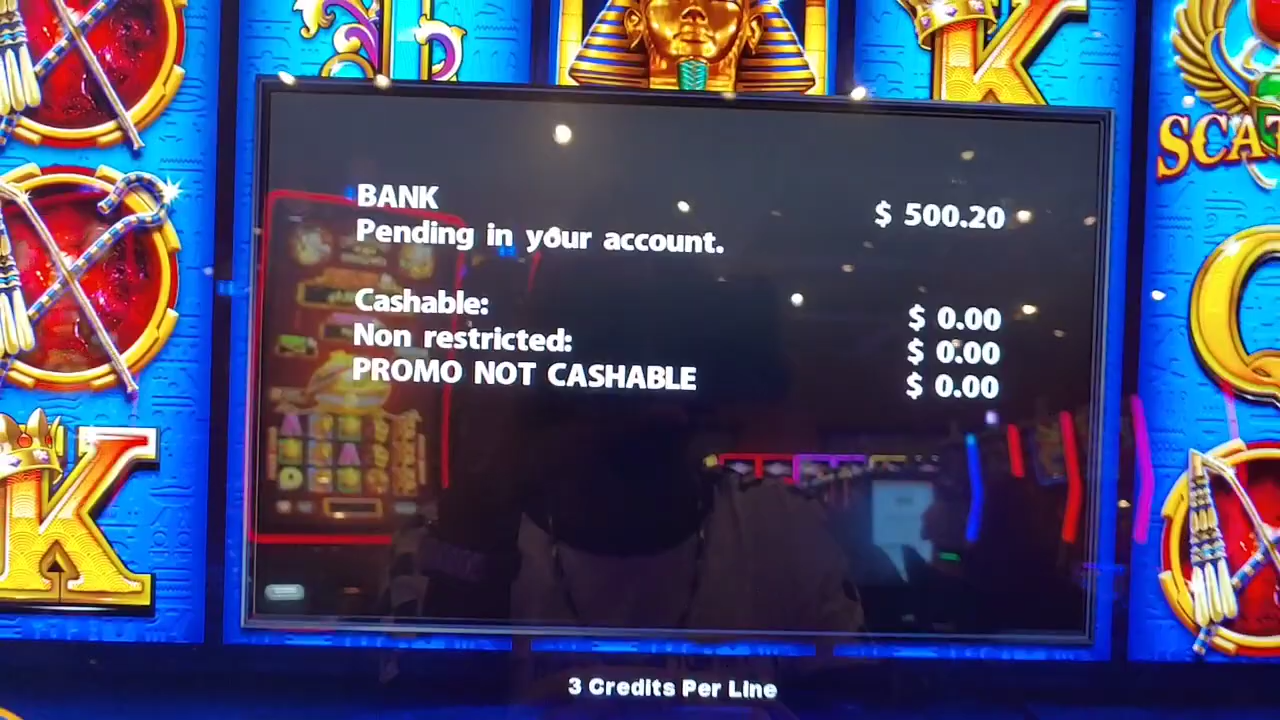 K
SCAT
BANK $ 500.20
Pending in your account.
Cashable: $ 0.00
Non restricted: $ 0.00
PROMO NOT CASHABLE $ 0.00
Q
K
3 Credits Per Line